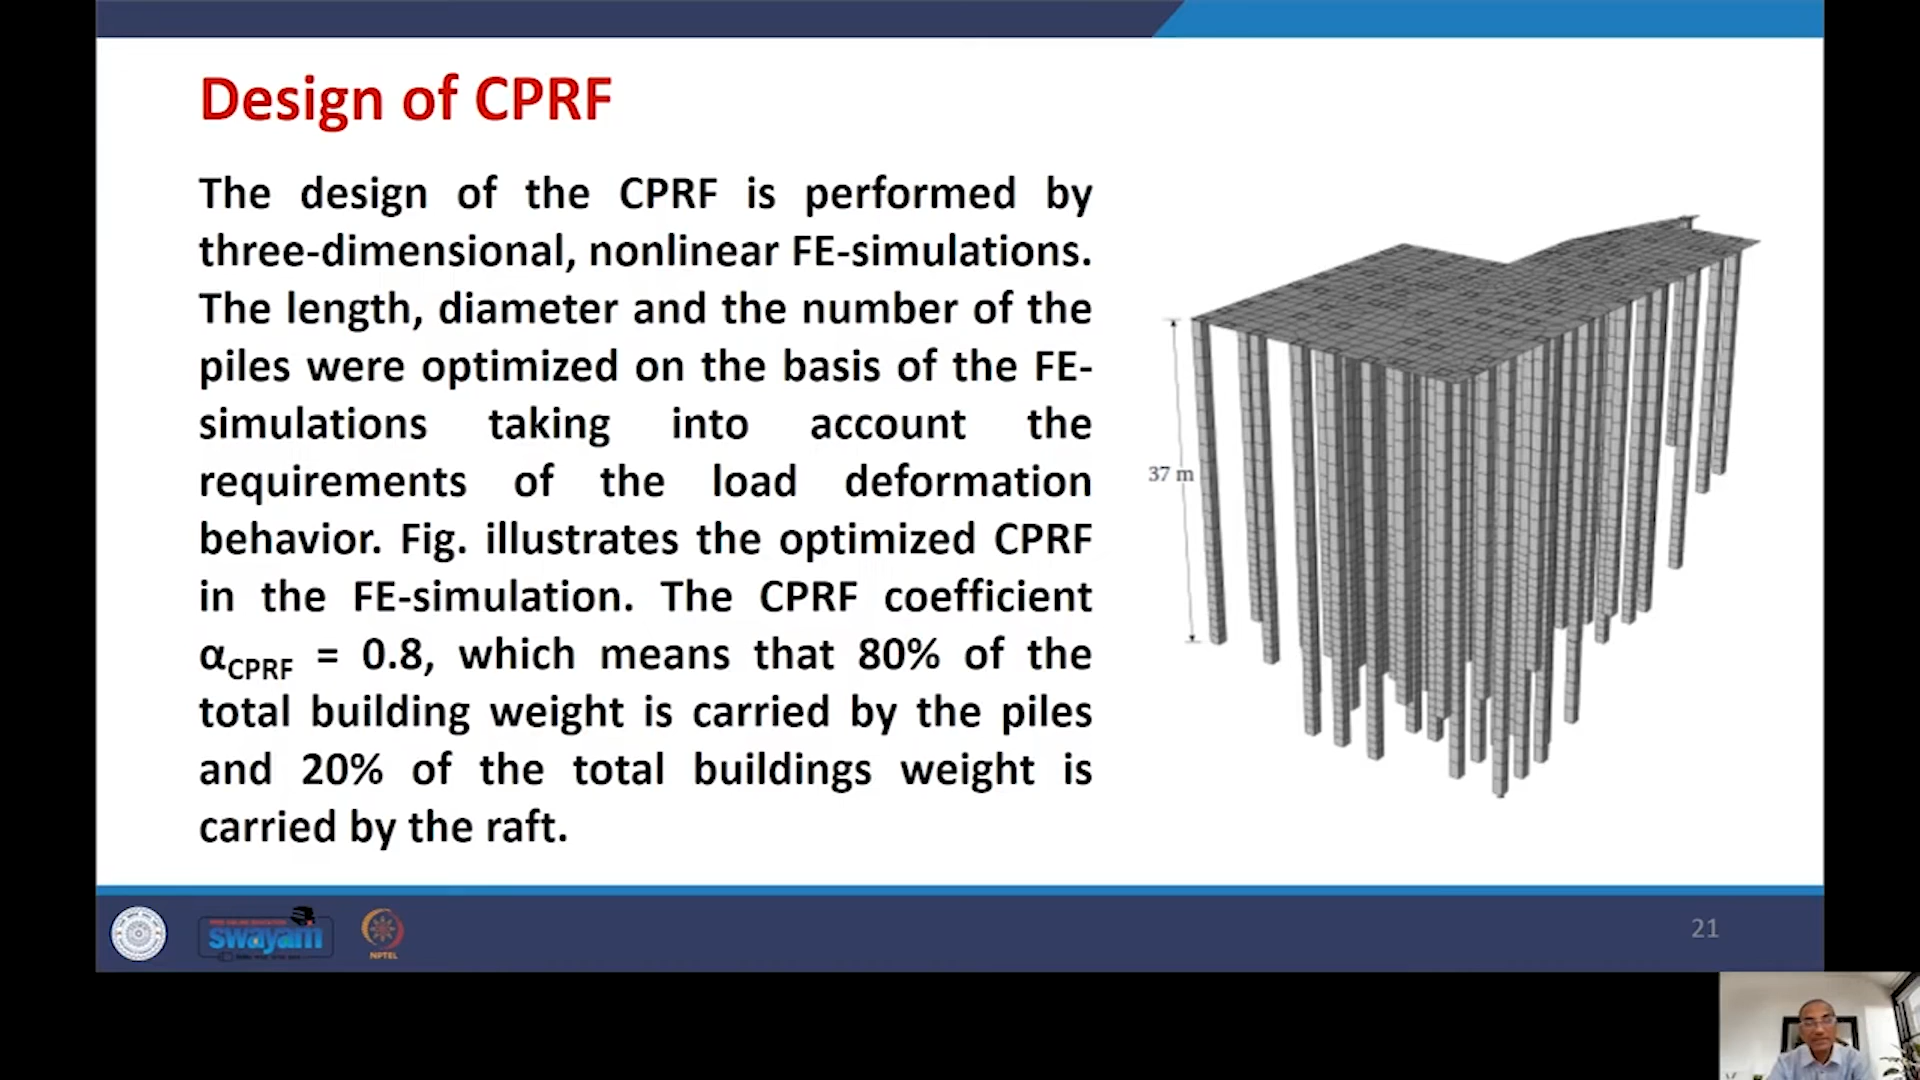 Design of CPRF
The design of the CPRF is performed by
three-dimensional, nonlinear FE-simulations.
The length, diameter and the number of the
piles were optimized on the basis of the FE-
simulations taking into account the
requirements of the load deformation
behavior. Fig. illustrates the optimized CPRF
in the FE-simulation. The CPRF coefficient
αCPRF = 0.8, which means that 80% of the
total building weight is carried by the piles
and 20% of the total buildings weight is
carried by the raft.
37 m
swayam
NPTEL
21